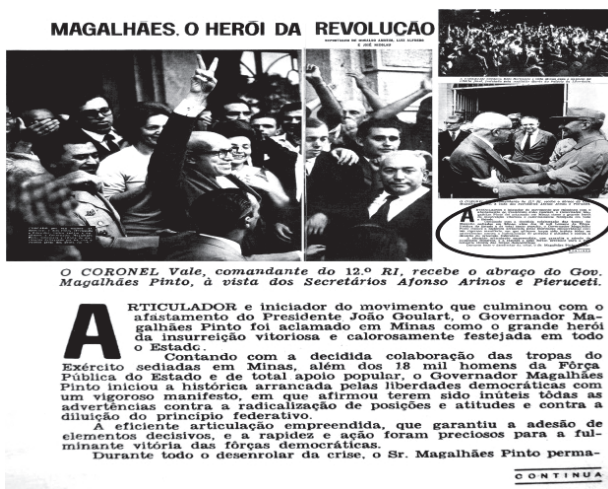 MAGALHÃES, O HERÓI DA REVOLUÇÃO
O CORONEL Vale, comandante do 12.º RI, recebe o abraço do Gov.
Magalhães Pinto, à vista dos Secretários Afonso Arinos e Pieruceti.
ARTICULADOR e iniciador do movimento que culminou com o
afastamento do Presidente João Goulart, o Governador Ma-
galhães Pinto foi aclamado em Minas como o grande herói
da insurreição vitoriosa e calorosamente festejada em todo
o Estado.
Contando com a decidida colaboração das tropas do
Exército sediadas em Minas, além dos 18 mil homens da Fôrça
Pública do Estado e de total apoio popular, o Governador Magalhães
Pinto iniciou a histórica arrancada pelas liberdades democráticas com
um vigoroso manifesto, em que afirmou terem sido inúteis tôdas as
advertências contra a radicalização de posições e atitudes e contra a
diluição do princípio federativo.
A eficiente articulação empreendida, que garantiu a adesão de
elementos decisivos, e a rapidez e ação foram preciosos para a ful-
minante vitória das fôrças democráticas.
Durante todo o desenrolar da crise, o Sr. Magalhães Pinto perma-
CONTINUA